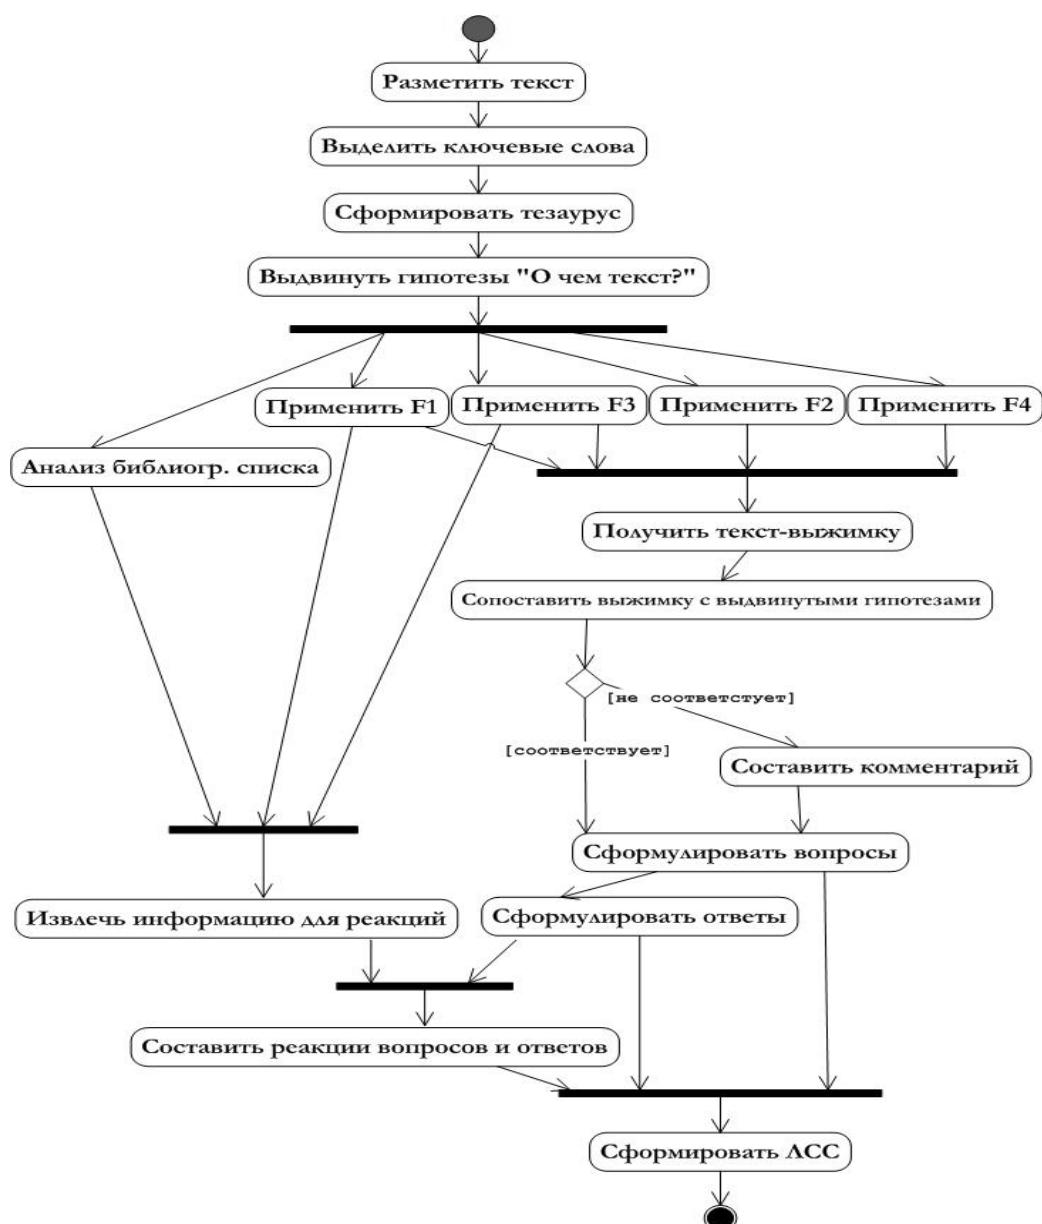 Разметить текст
Выделить ключевые слова
Сформировать тезаурус
Выдвинуть гипотезы "О чем текст?"
Применить F1
Применить F3
Применить F2
Применить F4
Анализ библиогр. списка
Получить текст-выжимку
Сопоставить выжимку с выдвинутыми гипотезами
[не соответстует]
[соответствует]
Составить комментарий
Сформулировать вопросы
Извлечь информацию для реакций
Сформулировать ответы
Составить реакции вопросов и ответов
Сформировать ЛСС